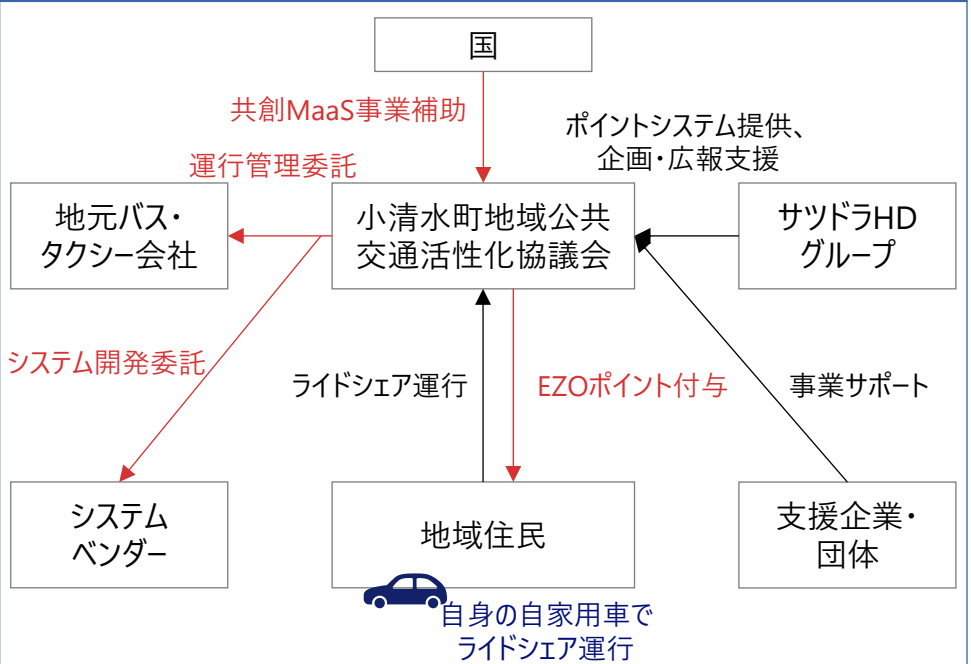 国
共創MaaS事業補助
ポイントシステム提供、
企画・広報支援
運行管理委託
地元バス・
タクシー会社
小清水町地域公共
交通活性化協議会
サツドラHD
グループ
システム開発委託
ライドシェア運行
EZOポイント付与
事業サポート
システム
ベンダー
地域住民
支援企業・
団体
自身の自家用車で
ライドシェア運行